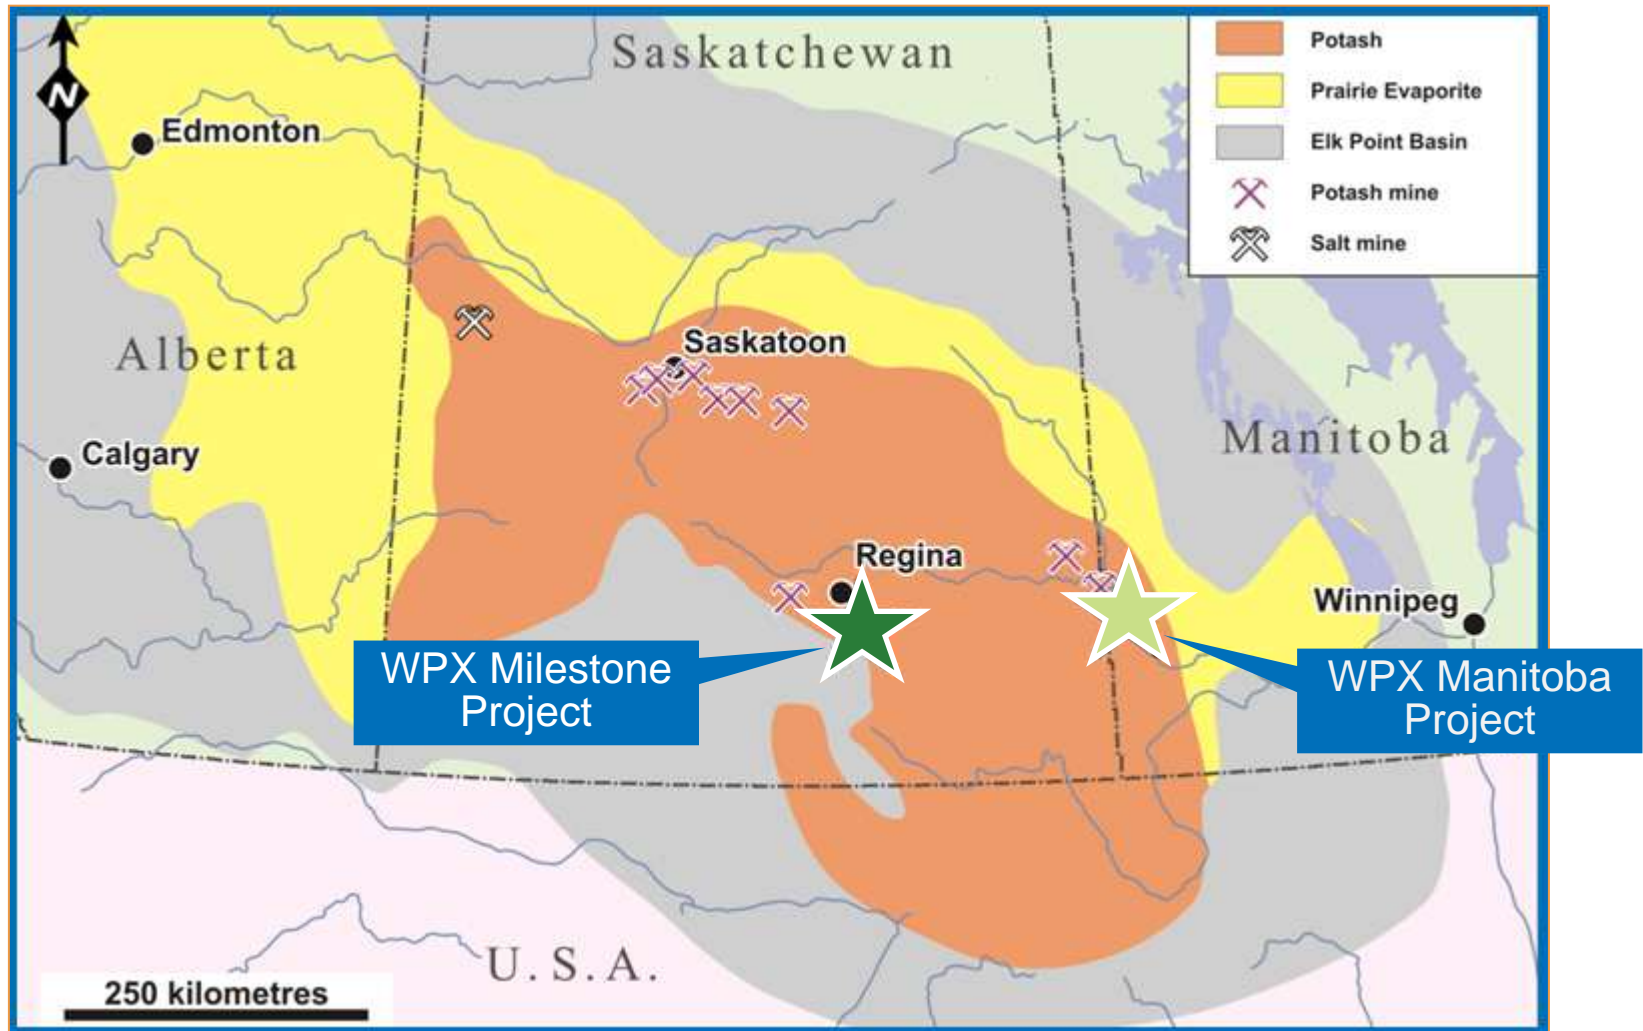 Saskatchewan
Potash
Prairie Evaporite
Elk Point Basin
Potash mine
Salt mine
N
Edmonton
Alberta
Saskatoon
Calgary
Manitoba
Regina
Winnipeg
WPX Milestone
Project
WPX Manitoba
Project
U.S.A.
250 kilometres